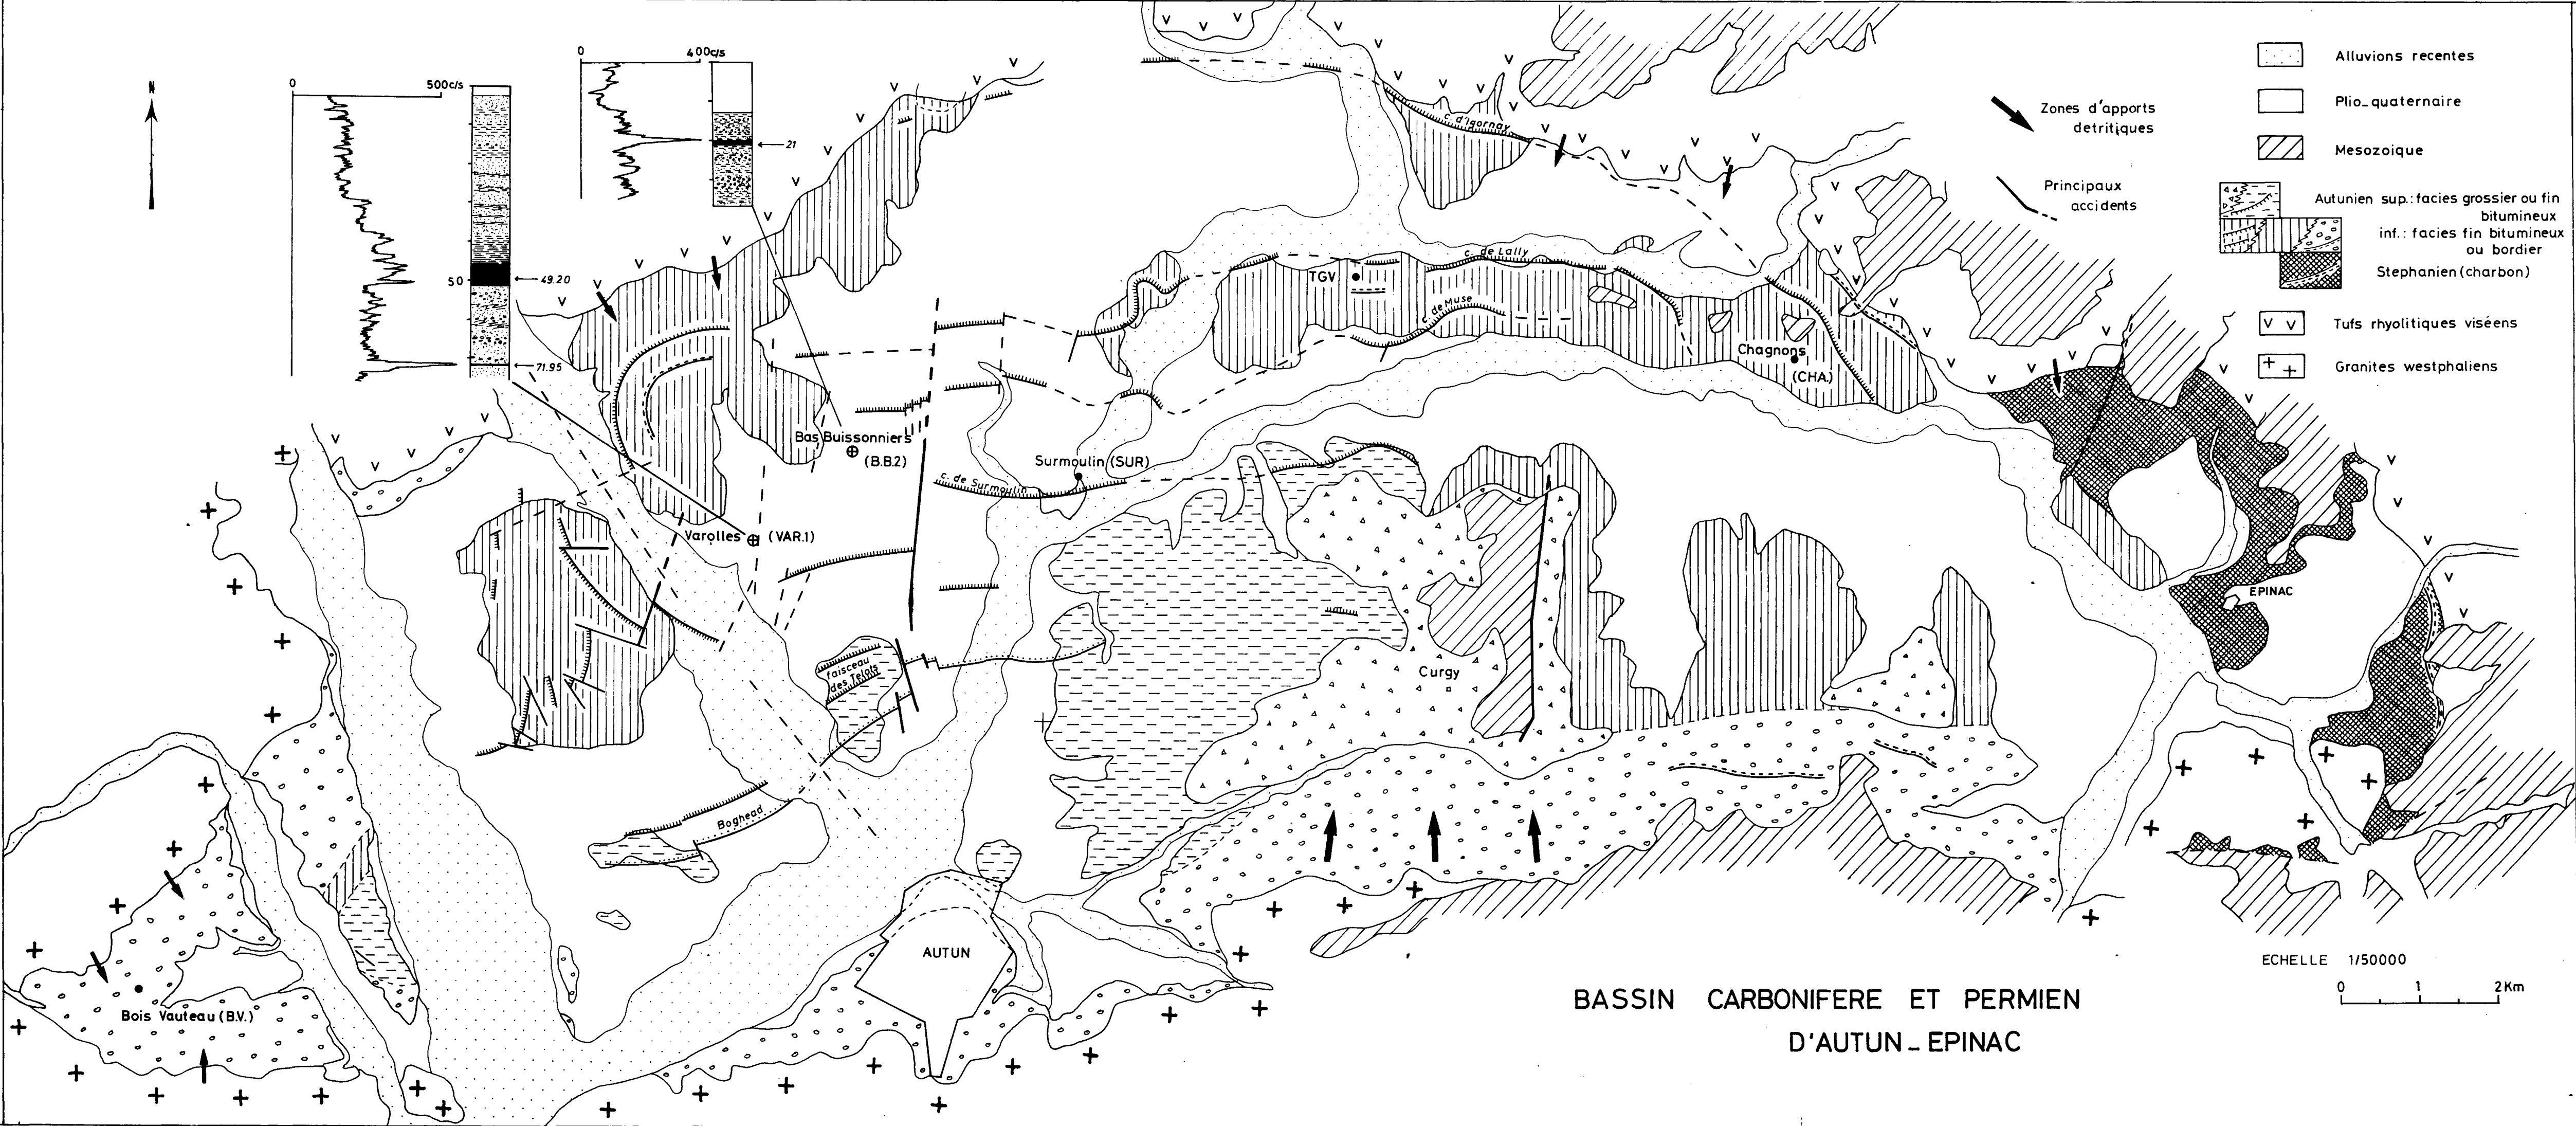 N
0
500c/s
50
49.20
71.95
0
400c/s
21
c. d'Igornay
c. de Lally
TGV
c. de Muse
Chagnons
(CHA.)
Bas Buissonniers
(B.B.2)
Surmoulin (SUR)
c. de Surmoulin
Varolles
(VAR.1)
faisceau
des Telots
Boghead
Curgy
EPINAC
AUTUN
Bois Vauteau (B.V.)
Zones d'apports
detritiques
Principaux
accidents
Alluvions recentes
Plio_quaternaire
Mesozoique
Autunien sup.: facies grossier ou fin
bitumineux
inf.: facies fin bitumineux
ou bordier
Stephanien (charbon)
Tufs rhyolitiques viséens
Granites westphaliens
ECHELLE 1/50000
0 1 2 Km
BASSIN CARBONIFERE ET PERMIEN
D'AUTUN_EPINAC